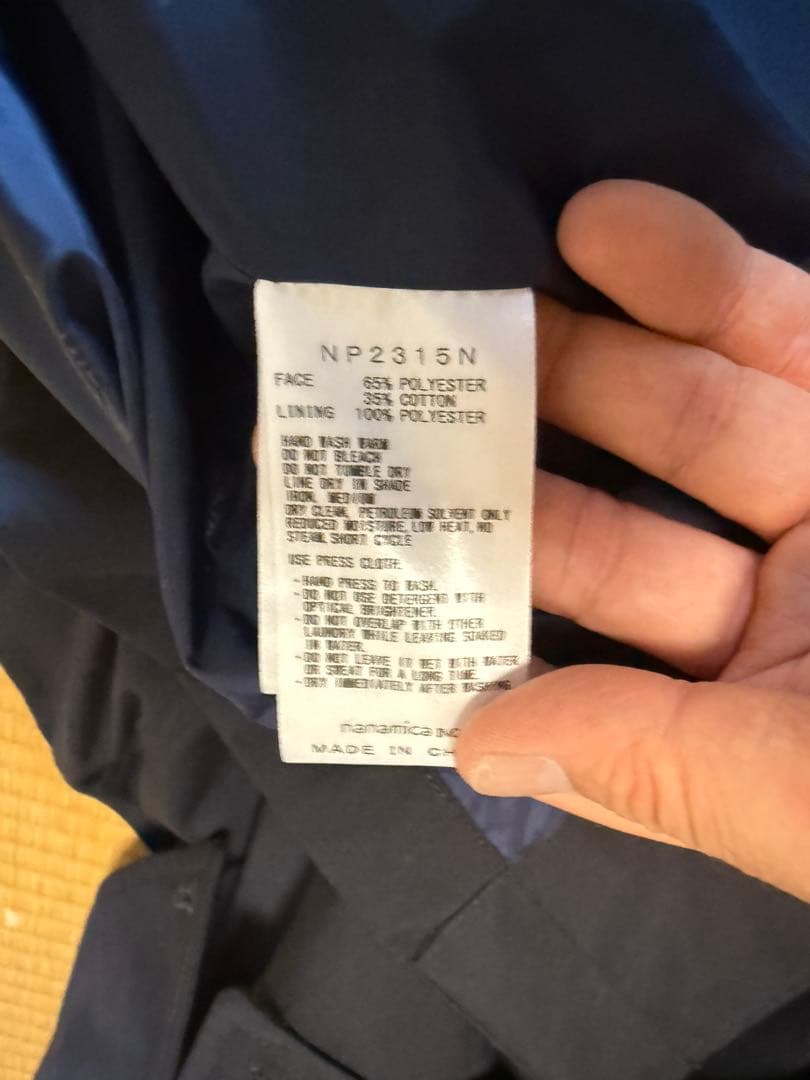 NP2315N
FACE 65% POLYESTER
35% COTTON
LINING 100% POLYESTER
HAND WASH WARM
DO NOT BLEACH
DO NOT TUMBLE DRY
LINE DRY IN SHADE
IRON, MEDIUM
DRY CLEAN, PETROLEUM SOLVENT ONLY
REDUCED MOISTURE, LOW HEAT, NO
STEAM, SHORT CYCLE
USE PRESS CLOTH.
-HAND PRESS TO WASH.
-DO NOT USE DETERGENT WITH
OPTICAL BRIGHTENER.
-DO NOT OVERLAP WITH OTHER
LAUNDRY WHILE LEAVING SOAKED
IN WATER.
-DO NOT LEAVE IT WET WITH WATER
OR SWEAT FOR A LONG TIME.
-DRY IMMEDIATELY AFTER WASHING.
nanamica
MADE IN CH